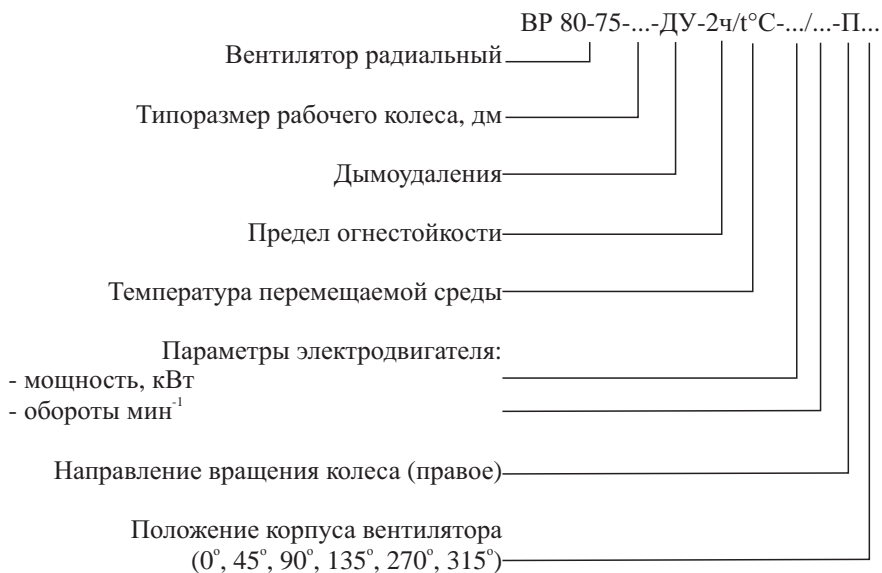 ВР 80-75-...-ДУ-2ч/t°C-.../...-П...
Вентилятор радиальный
Типоразмер рабочего колеса, дм
Дымоудаления
Предел огнестойкости
Температура перемещаемой среды
Параметры электродвигателя:
- мощность, кВт
- обороты мин⁻¹
Направление вращения колеса (правое)
Положение корпуса вентилятора
(0°, 45°, 90°, 135°, 270°, 315°)